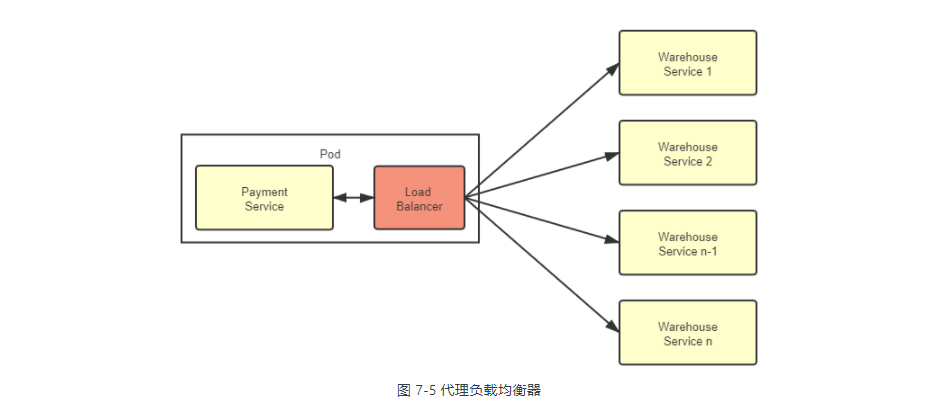 Pod
Payment
Service
Load
Balancer
Warehouse
Service 1
Warehouse
Service 2
Warehouse
Service n-1
Warehouse
Service n
图 7-5 代理负载均衡器